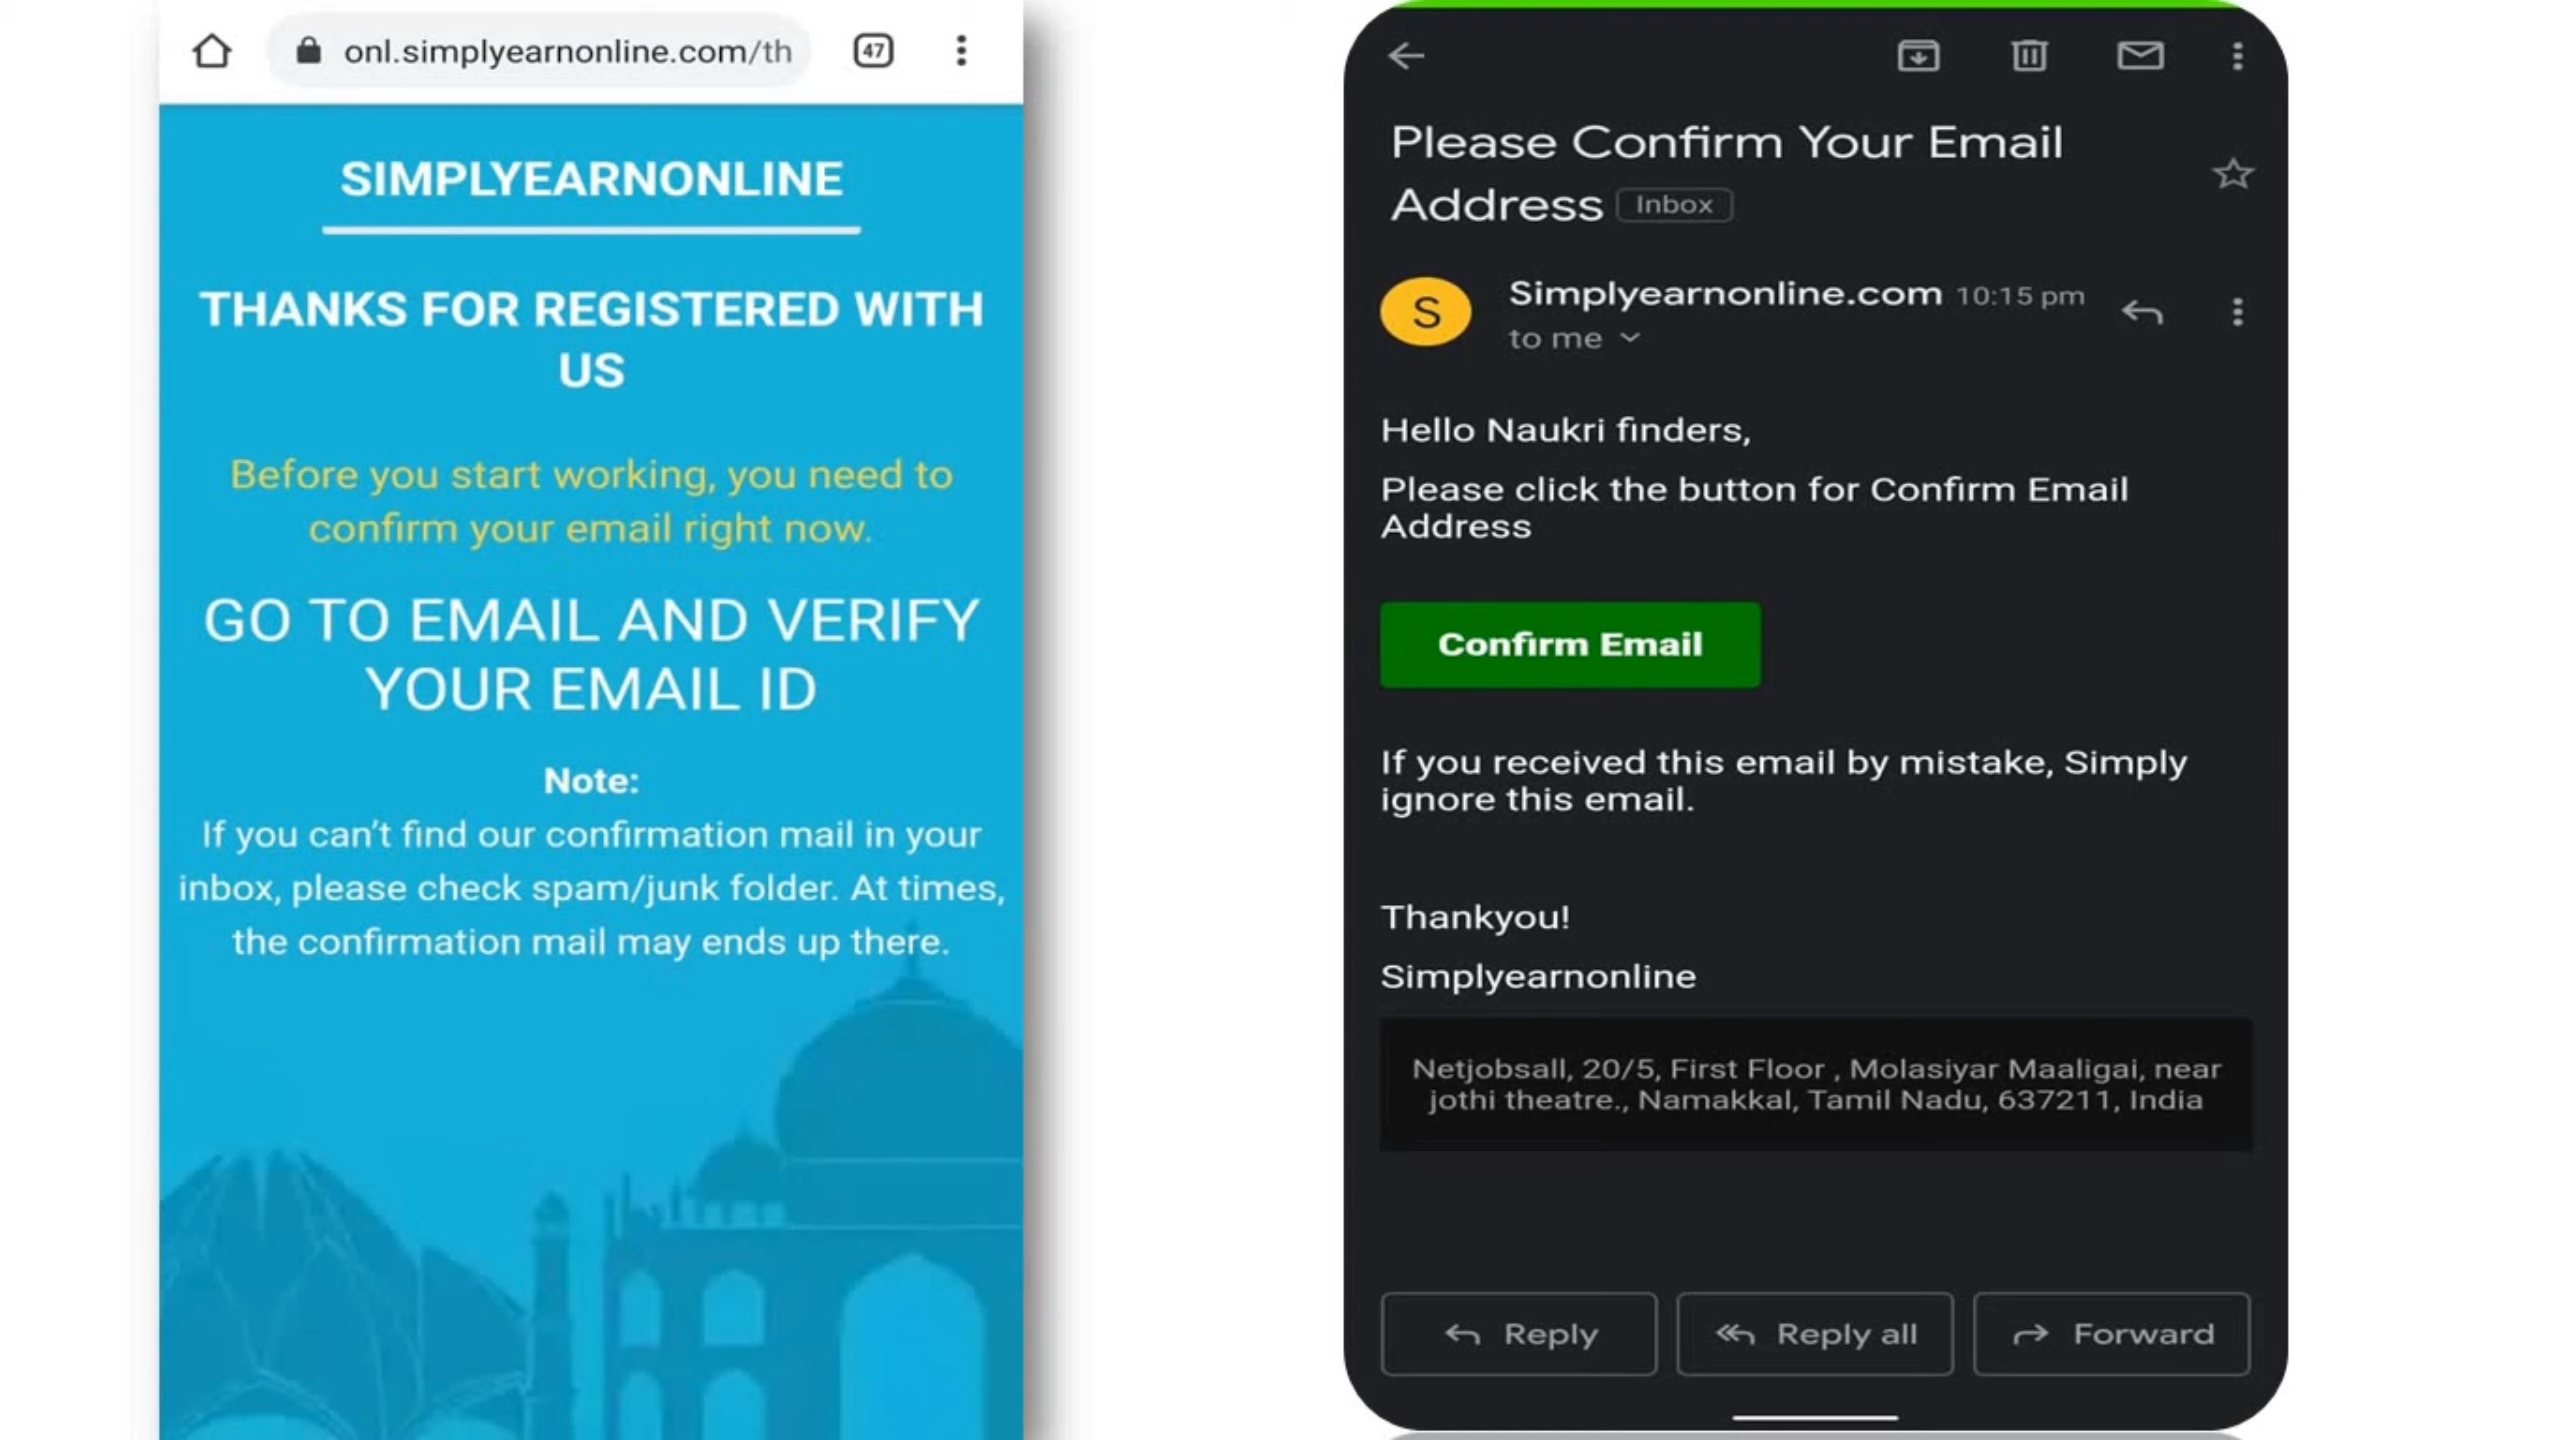 onl.simplyearnonline.com/th
47
SIMPLYEARNONLINE
THANKS FOR REGISTERED WITH
US
Before you start working, you need to
confirm your email right now.
GO TO EMAIL AND VERIFY
YOUR EMAIL ID
Note:
If you can't find our confirmation mail in your
inbox, please check spam/junk folder. At times,
the confirmation mail may ends up there.
Please Confirm Your Email
Address Inbox
S
Simplyearnonline.com 10:15 pm
to me
Hello Naukri finders,
Please click the button for Confirm Email
Address
Confirm Email
If you received this email by mistake, Simply
ignore this email.
Thankyou!
Simplyearnonline
Netjobsall, 20/5, First Floor , Molasiyar Maaligai, near
jothi theatre., Namakkal, Tamil Nadu, 637211, India
Reply
Reply all
Forward